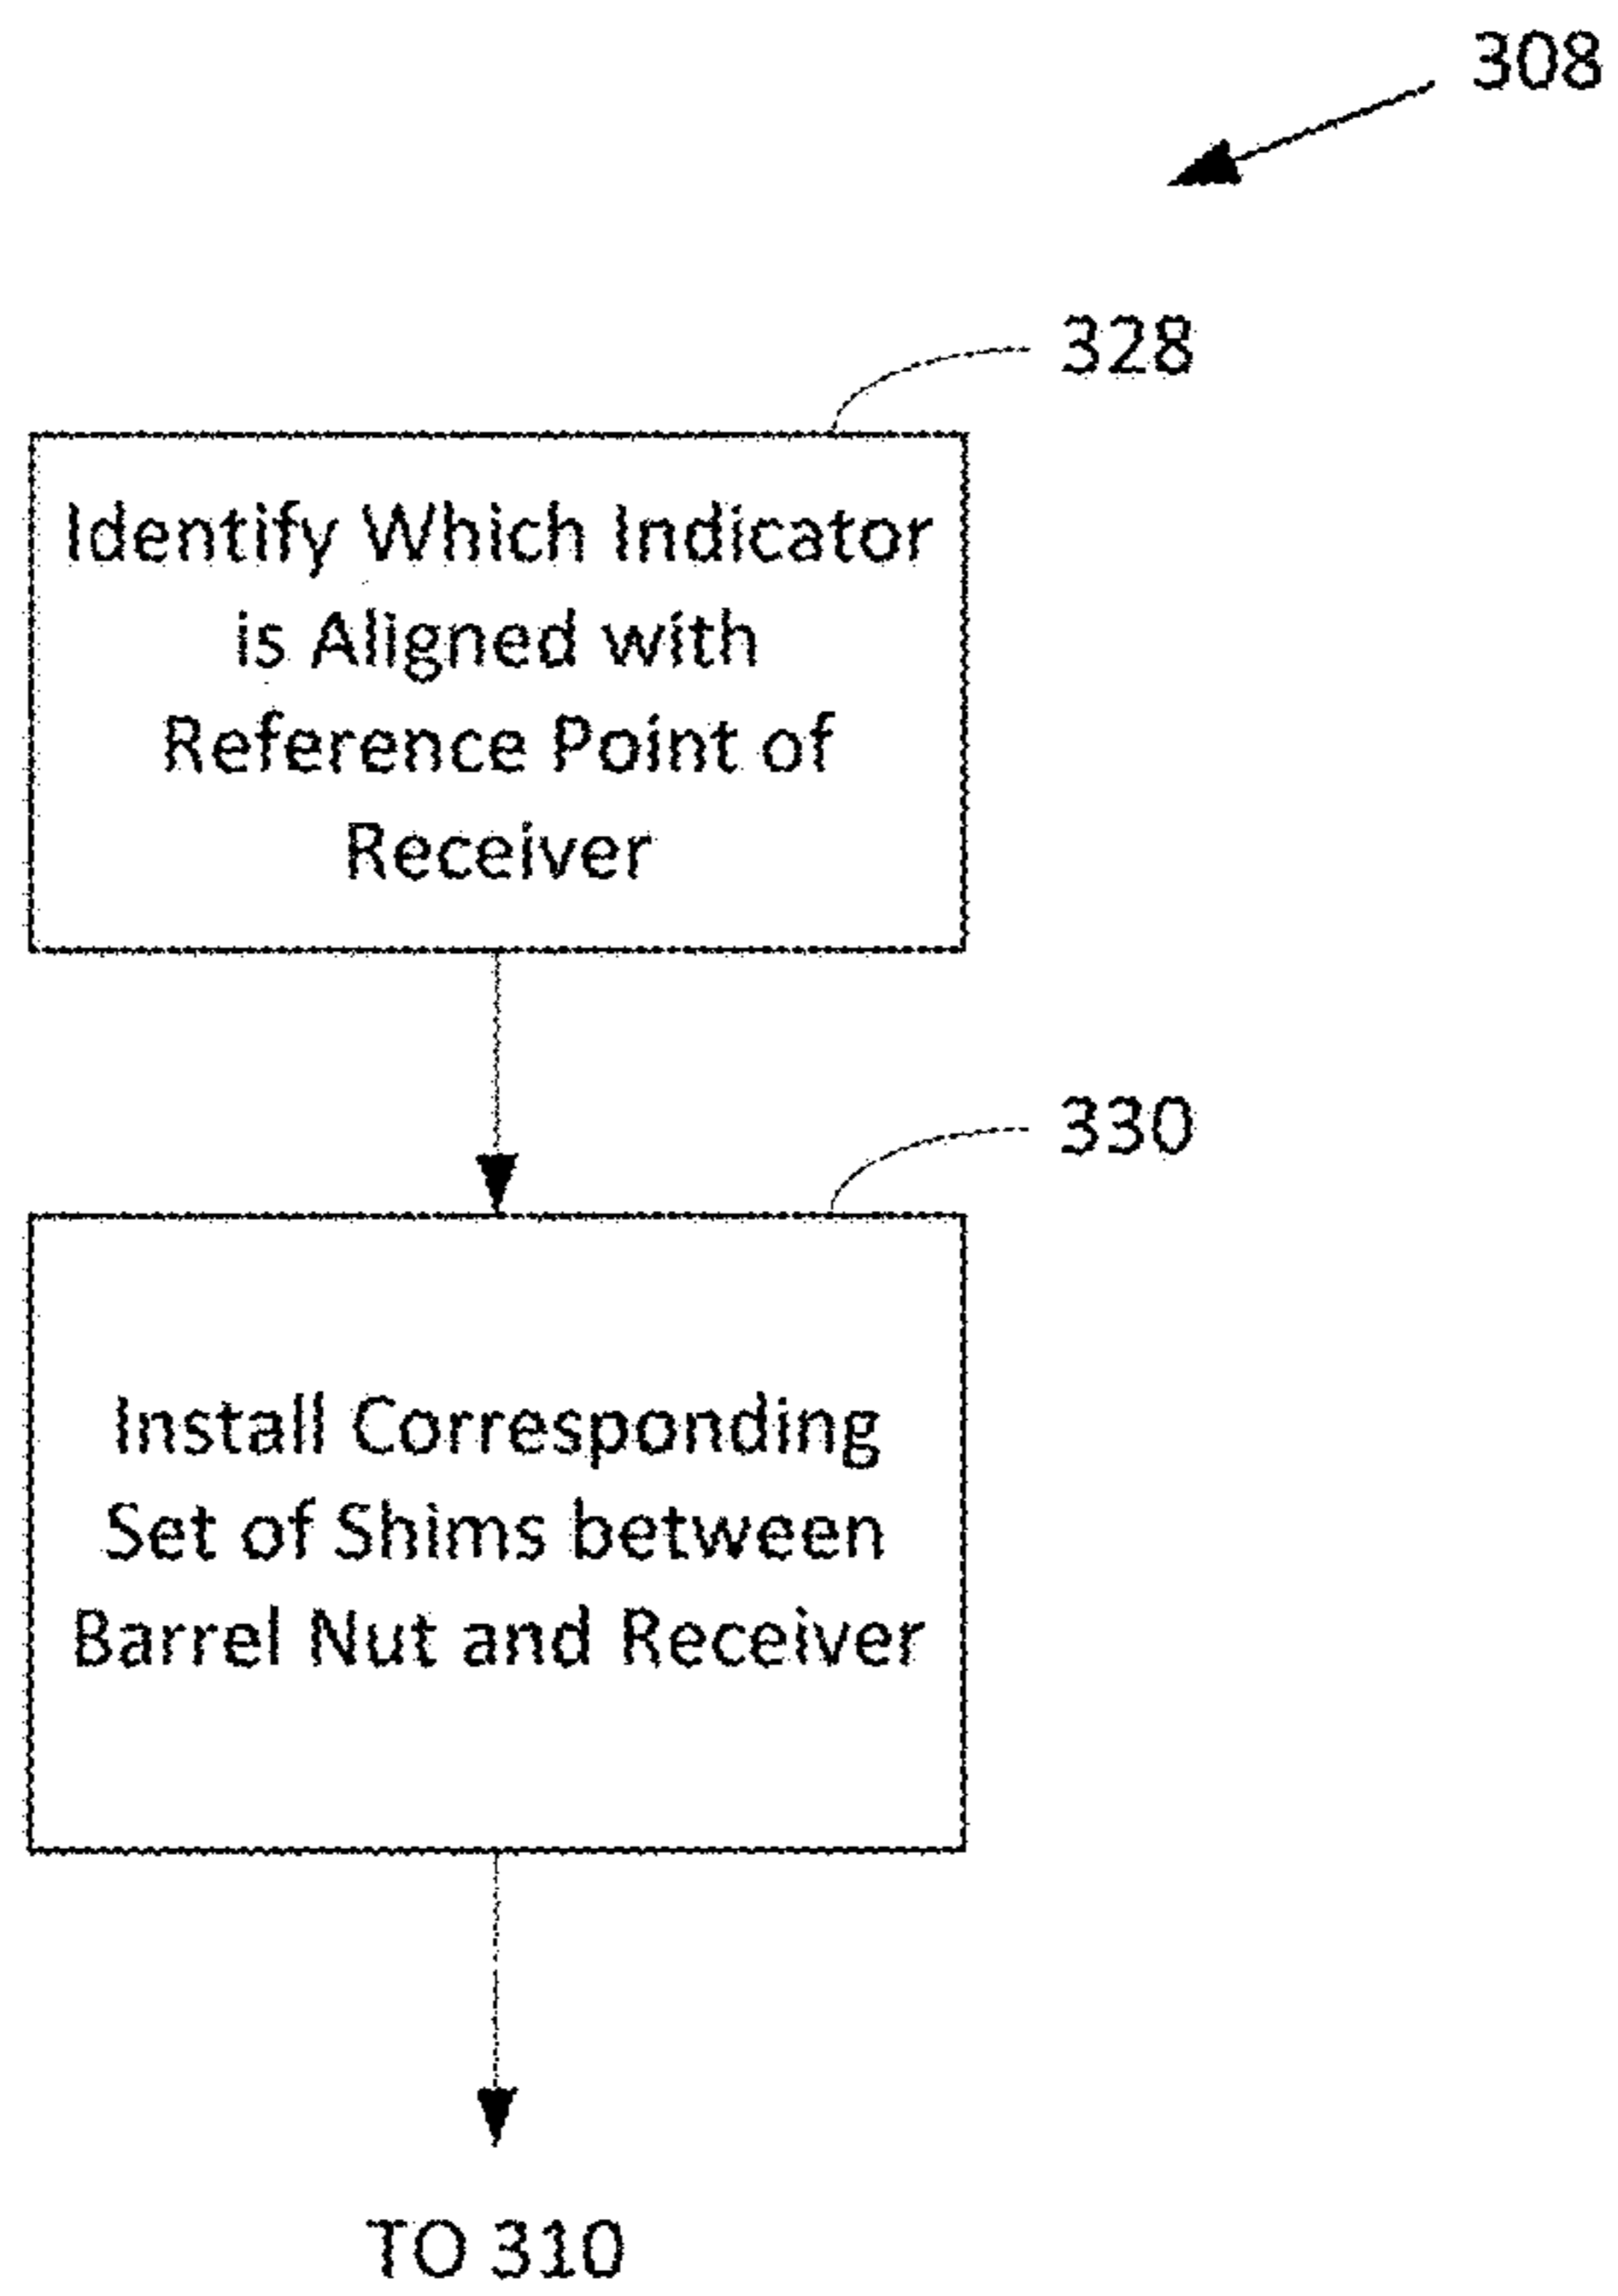 308
328
Identify Which Indicator
is Aligned with
Reference Point of
Receiver
330
Install Corresponding
Set of Shims between
Barrel Nut and Receiver
TO 310